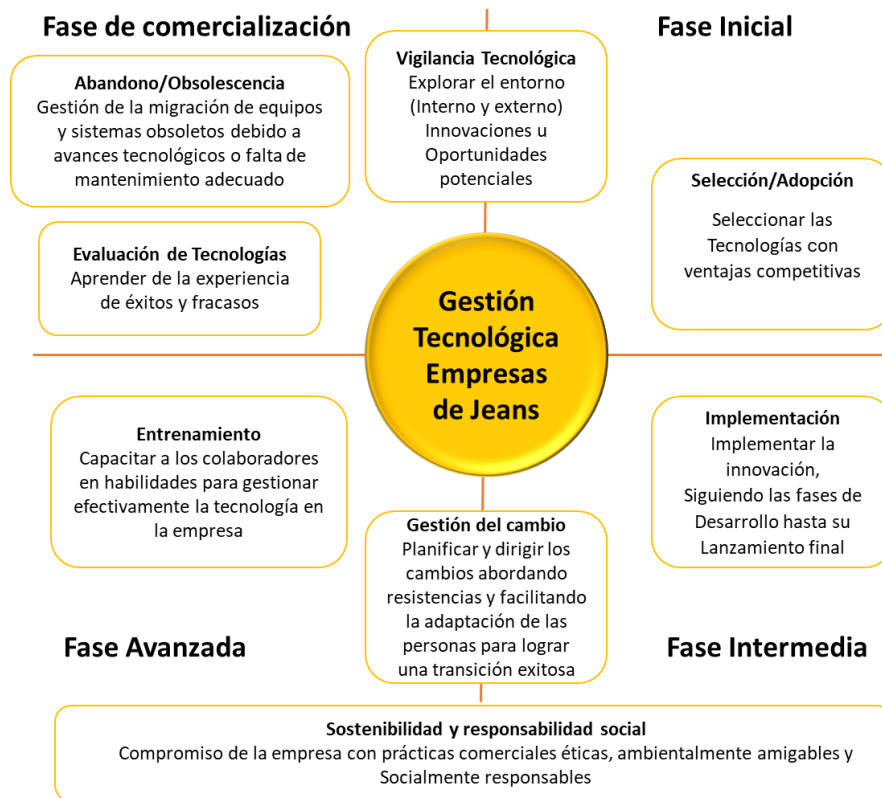 Fase de comercialización
Fase Inicial
Abandono/Obsolescencia
Gestión de la migración de equipos
y sistemas obsoletos debido a
avances tecnológicos o falta de
mantenimiento adecuado
Vigilancia Tecnológica
Explorar el entorno
(Interno y externo)
Innovaciones u
Oportunidades
potenciales
Selección/Adopción
Seleccionar las
Tecnologías con
ventajas competitivas
Evaluación de Tecnologías
Aprender de la experiencia
de éxitos y fracasos
Gestión
Tecnológica
Empresas
de Jeans
Entrenamiento
Capacitar a los colaboradores
en habilidades para gestionar
efectivamente la tecnología en
la empresa
Gestión del cambio
Planificar y dirigir los
cambios abordando
resistencias y facilitando
la adaptación de las
personas para lograr
una transición exitosa
Implementación
Implementar la
innovación,
Siguiendo las fases de
Desarrollo hasta su
Lanzamiento final
Fase Avanzada
Fase Intermedia
Sostenibilidad y responsabilidad social
Compromiso de la empresa con prácticas comerciales éticas, ambientalmente amigables y
Socialmente responsables